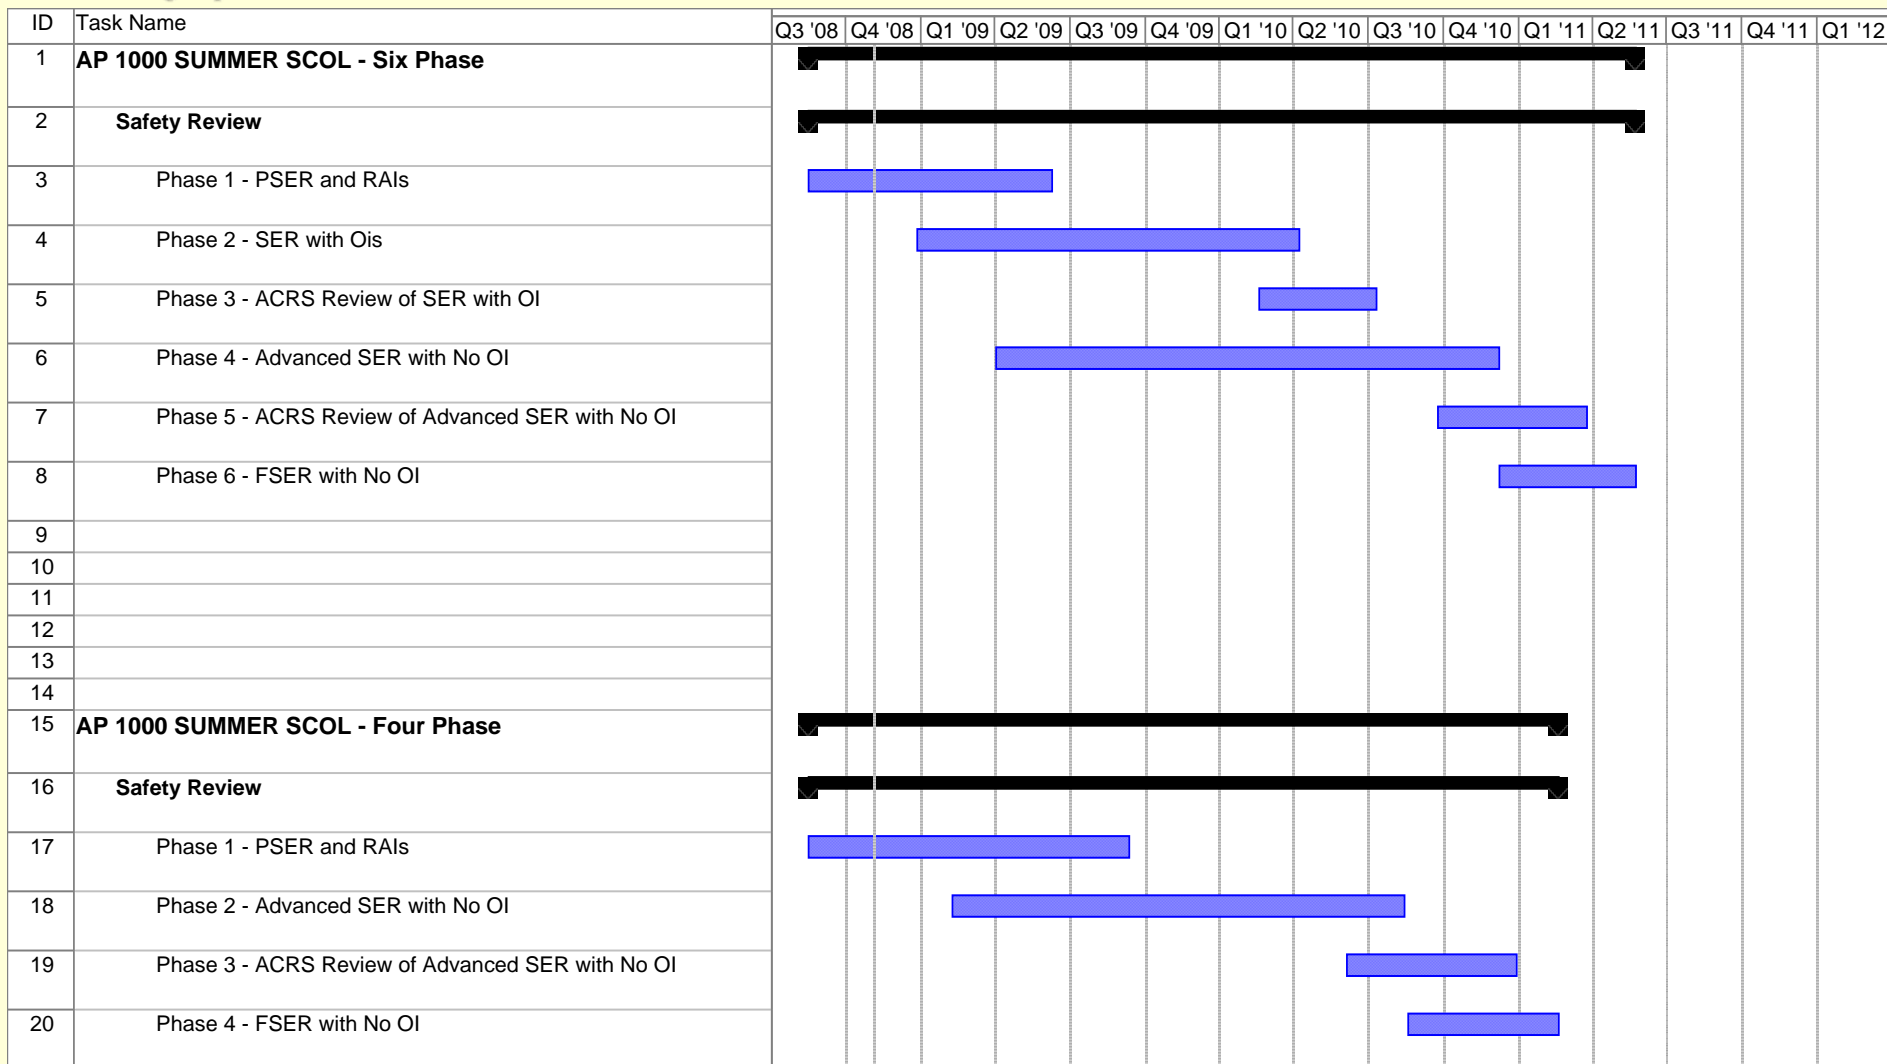 ID Task Name Q3 '08 Q4 '08 Q1 '09 Q2 '09 Q3 '09 Q4 '09 Q1 '10 Q2 '10 Q3 '10 Q4 '10 Q1 '11 Q2 '11 Q3 '11 Q4 '11 Q1 '12
1 AP 1000 SUMMER SCOL - Six Phase
2 Safety Review
3 Phase 1 - PSER and RAIs
4 Phase 2 - SER with Ois
5 Phase 3 - ACRS Review of SER with OI
6 Phase 4 - Advanced SER with No OI
7 Phase 5 - ACRS Review of Advanced SER with No OI
8 Phase 6 - FSER with No OI
9
10
11
12
13
14
15 AP 1000 SUMMER SCOL - Four Phase
16 Safety Review
17 Phase 1 - PSER and RAIs
18 Phase 2 - Advanced SER with No OI
19 Phase 3 - ACRS Review of Advanced SER with No OI
20 Phase 4 - FSER with No OI